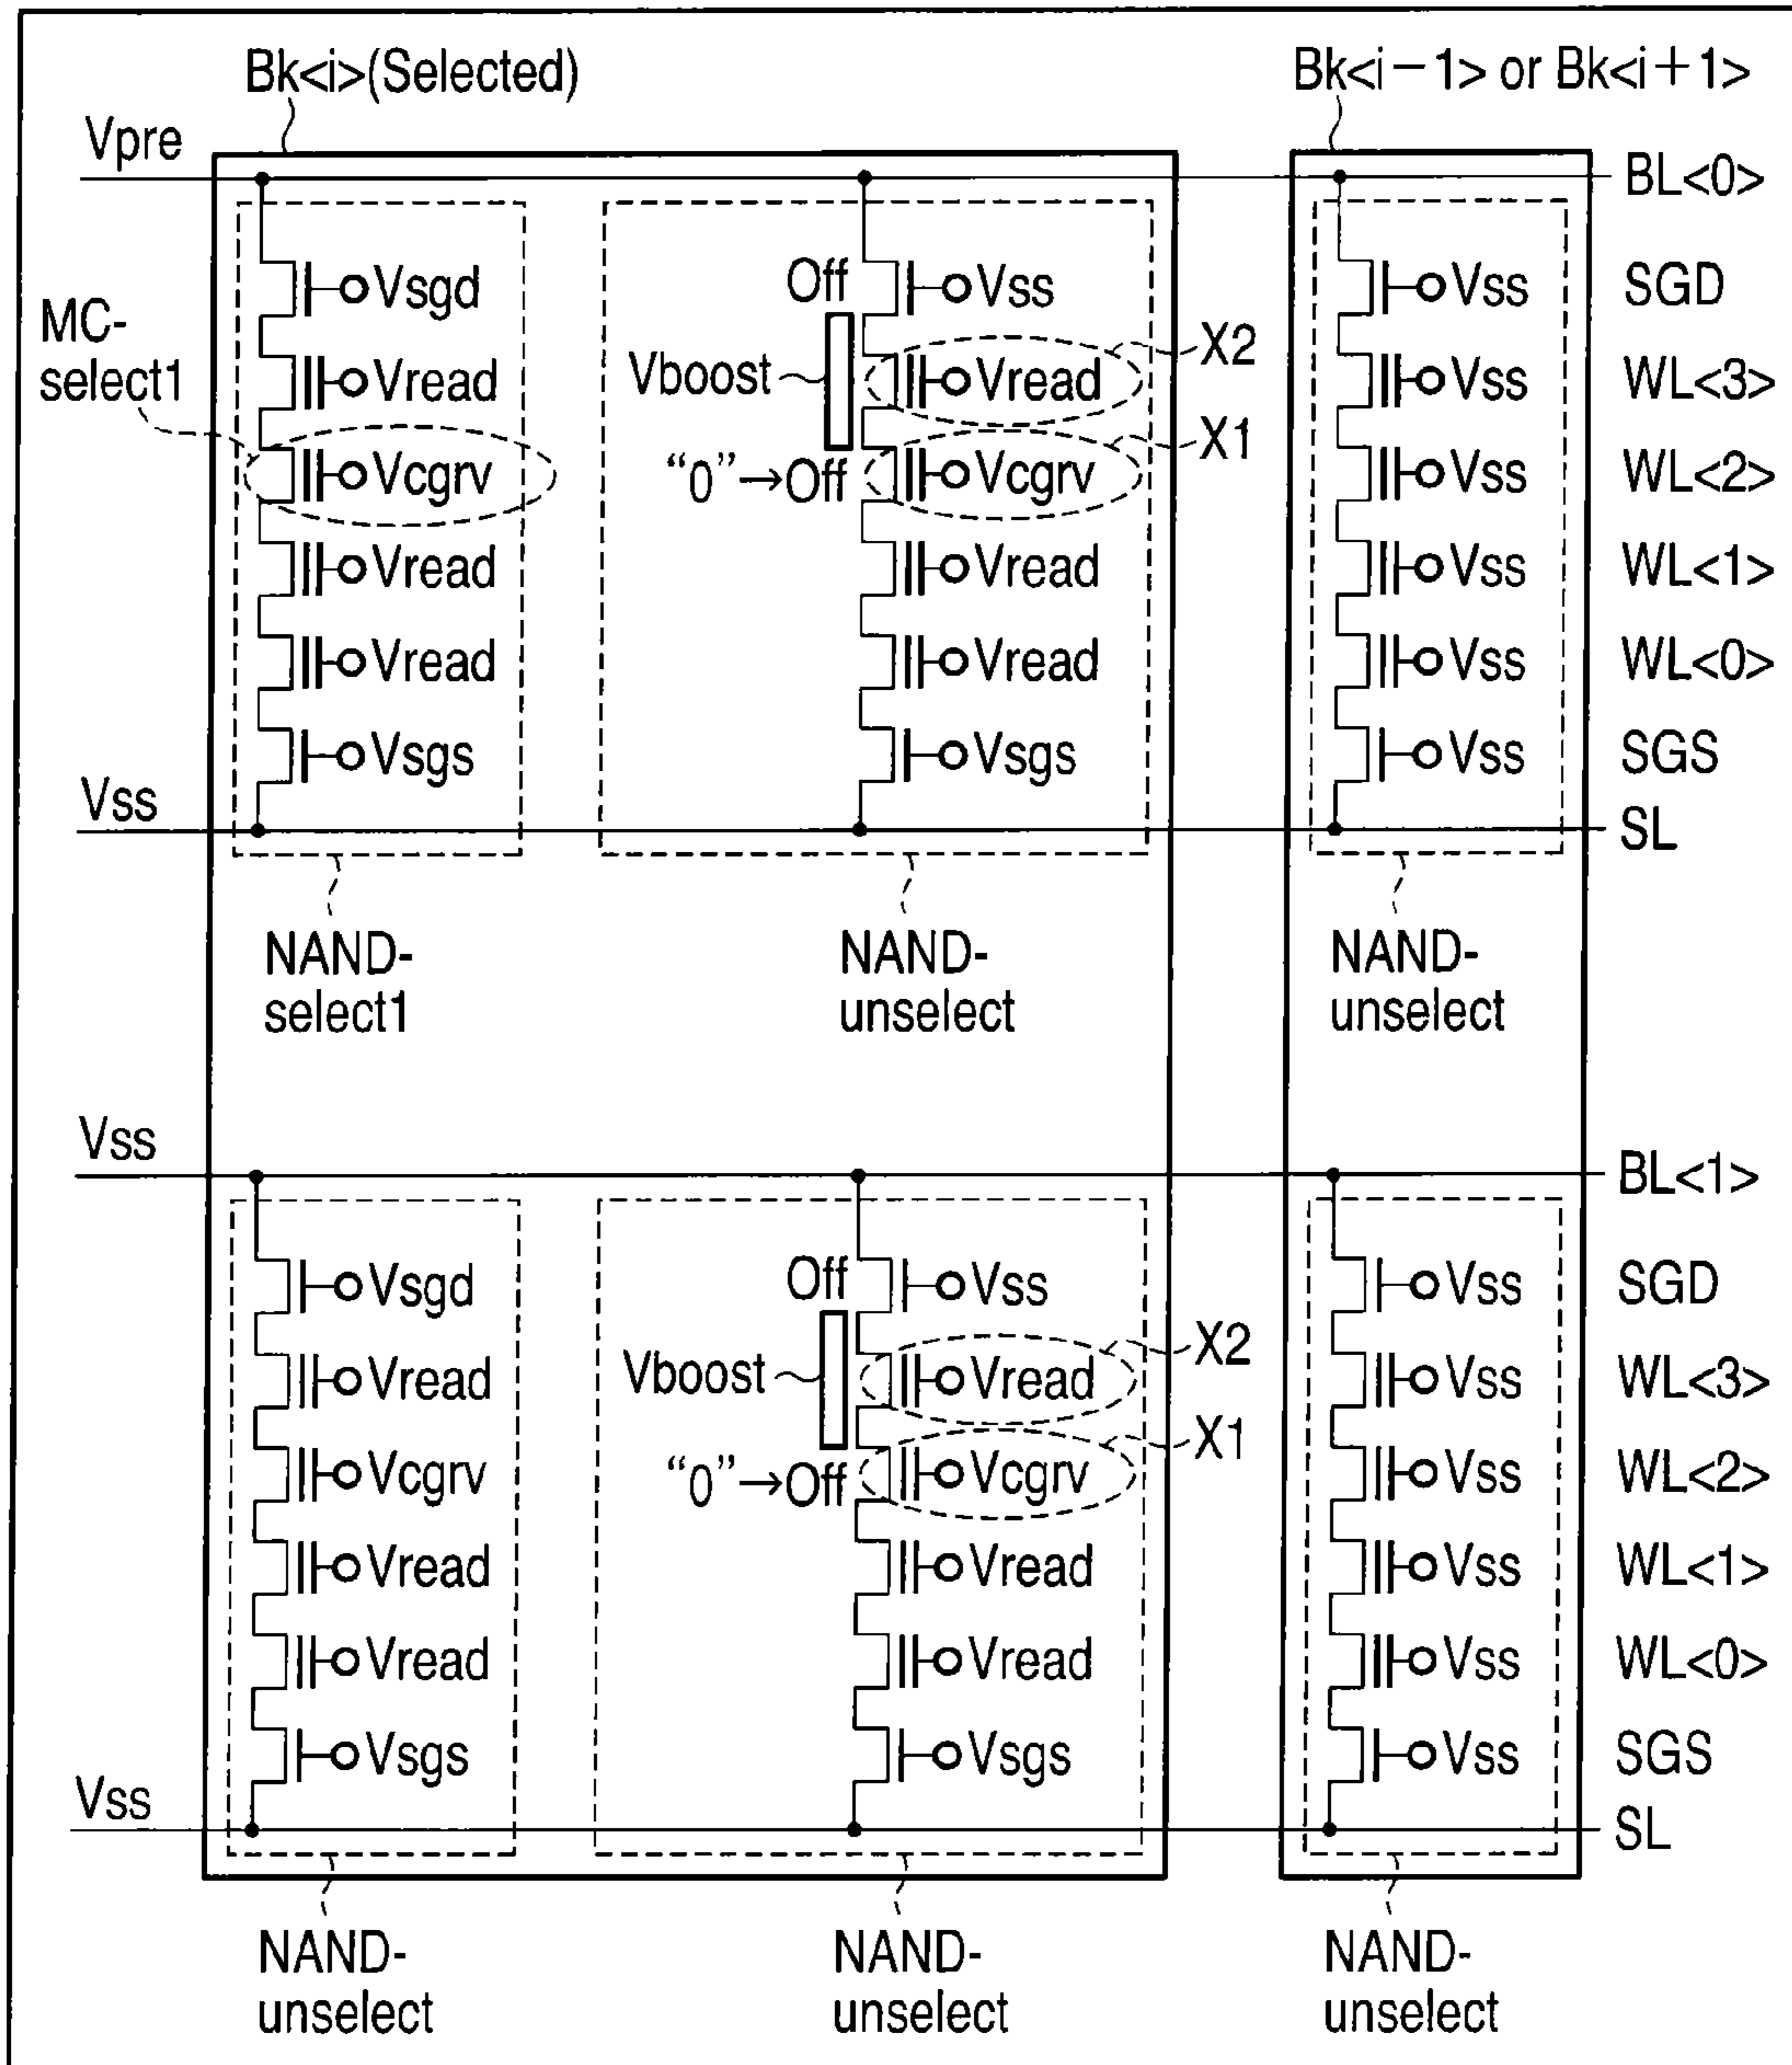 Bk<i>(Selected)
Bk<i−1> or Bk<i+1>
Vpre
BL<0>
Vsgd
Off
Vss
Vss
SGD
MC-
select1
Vread
Vboost
Vread
X2
Vss
WL<3>
Vcgrv
“0”→Off
Vcgrv
X1
Vss
WL<2>
Vread
Vread
Vss
WL<1>
Vread
Vread
Vss
WL<0>
Vsgs
Vsgs
Vss
SGS
Vss
SL
NAND-
select1
NAND-
unselect
NAND-
unselect
Vss
BL<1>
Vsgd
Off
Vss
Vss
SGD
Vread
Vboost
Vread
X2
Vss
WL<3>
Vcgrv
“0”→Off
Vcgrv
X1
Vss
WL<2>
Vread
Vread
Vss
WL<1>
Vread
Vread
Vss
WL<0>
Vsgs
Vsgs
Vss
SGS
Vss
SL
NAND-
unselect
NAND-
unselect
NAND-
unselect